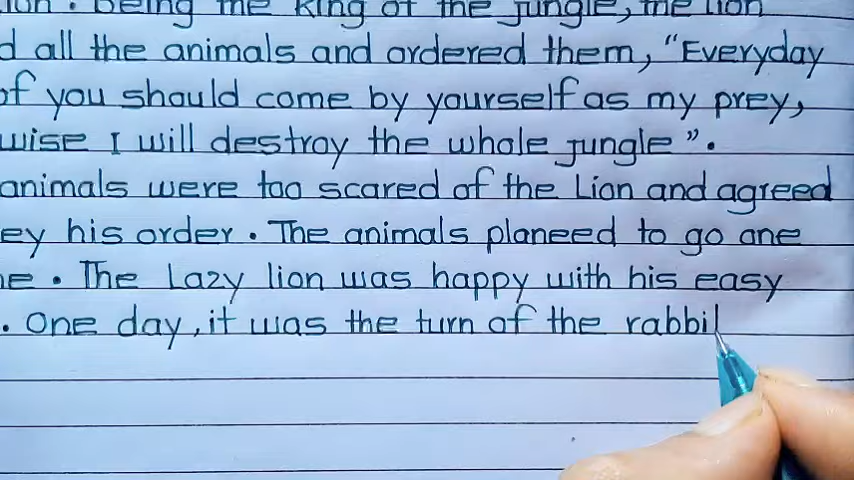 Being the King of the jungle, the lion
d all the animals and ordered them, "Everyday
of you should come by yourself as my prey,
wise I will destroy the whole jungle".
animals were too scared of the Lion and agreed
ey his order. The animals planeed to go one
e. The Lazy lion was happy with his easy
. One day, it was the turn of the rabbi